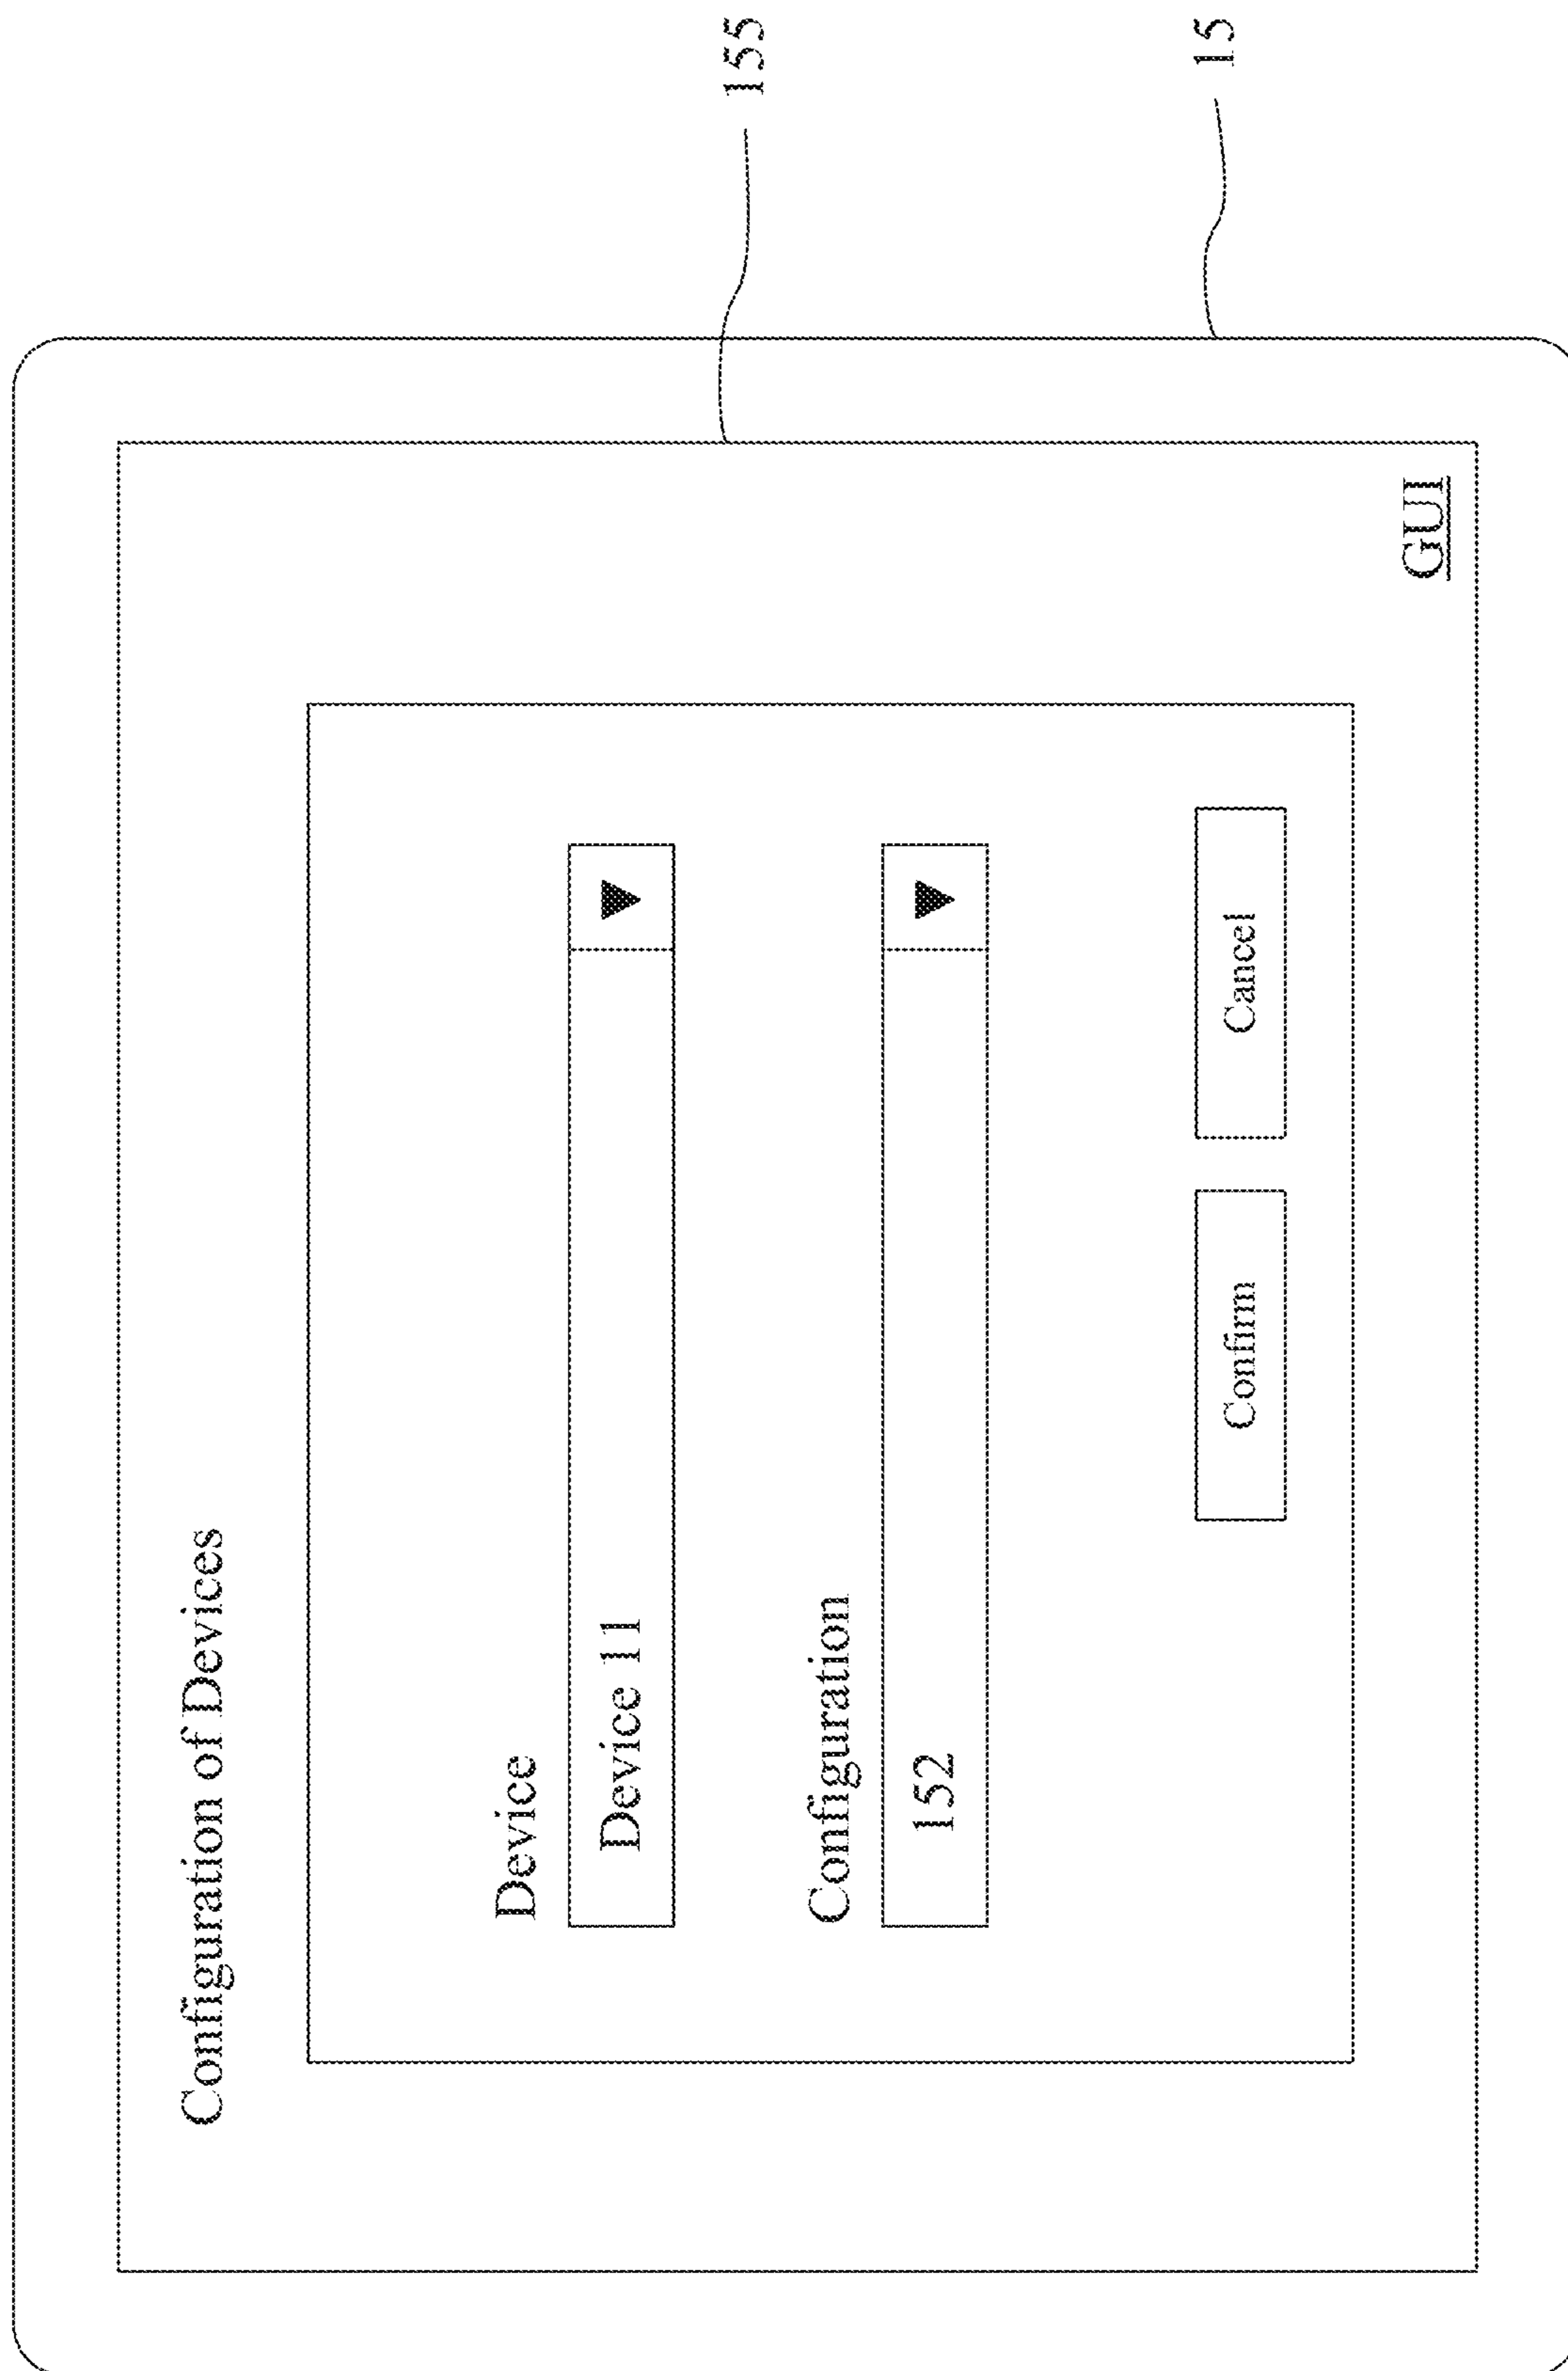 Configuration of Devices
Device
Device 11
155
Configuration
152
Confirm
Cancel
15
GUI